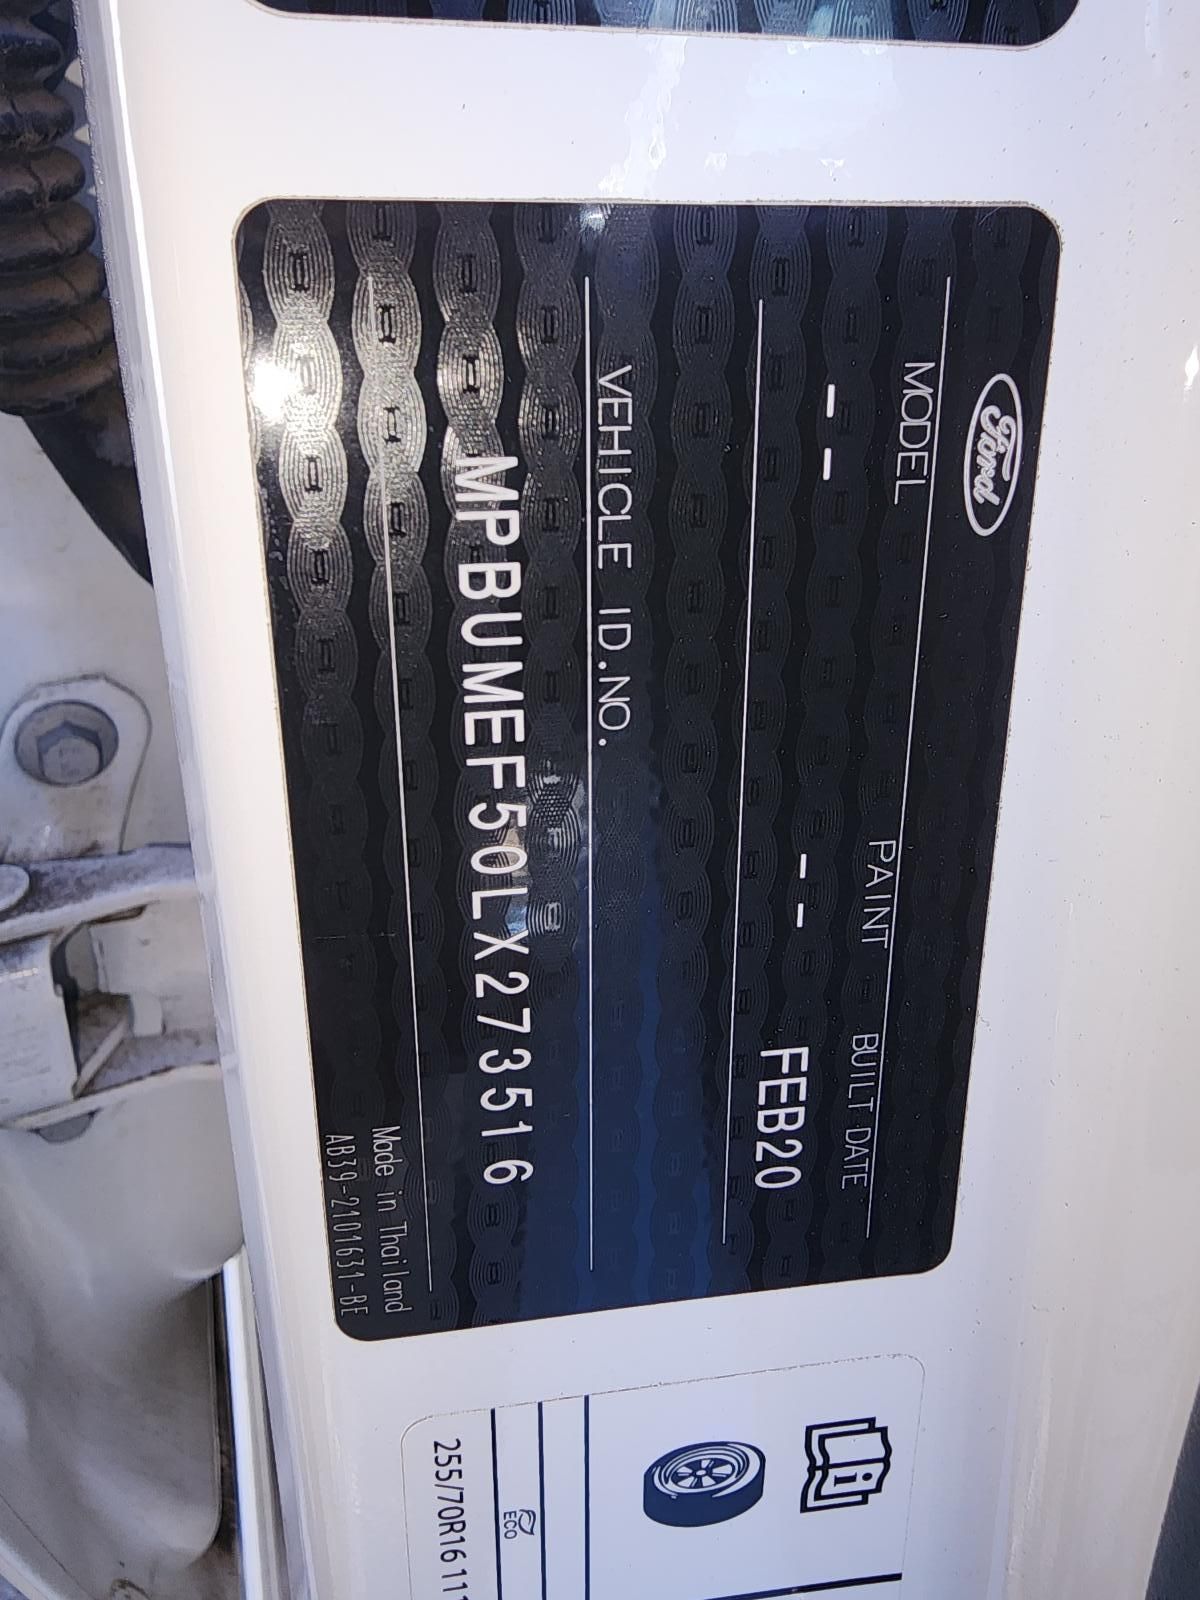 Ford
MODEL PAINT BUILT DATE
-- -- FEB20
VEHICLE ID.NO.
MPBUMEF50LX273516
Made in Thailand
AB39-2101631-BE
ECO
255/70R16 111